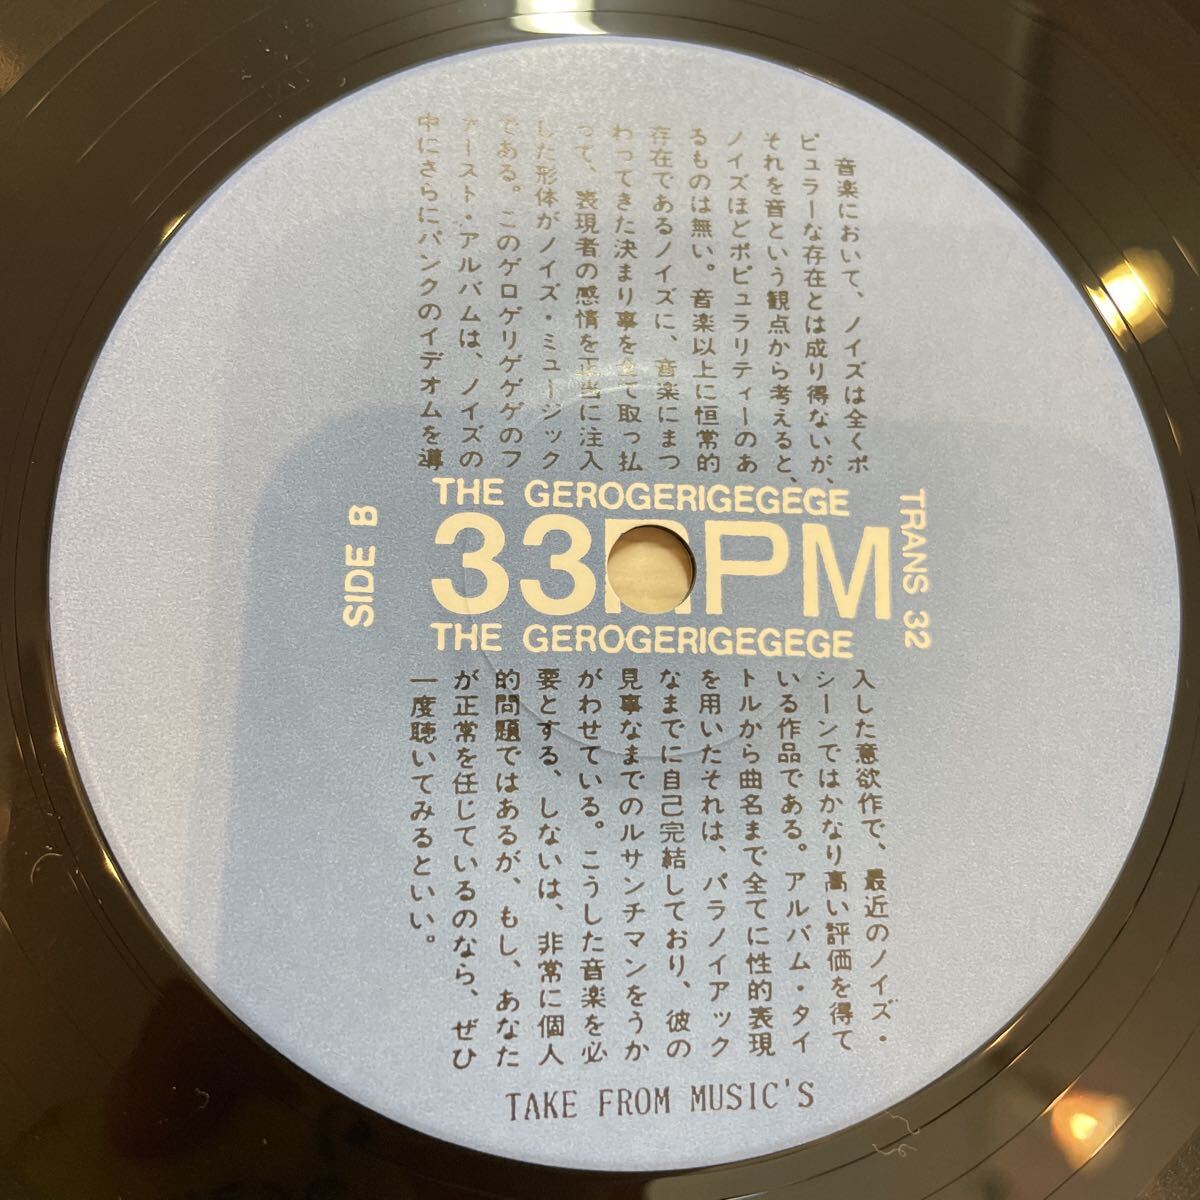 音楽において、ノイズは全くポ
ピュラーな存在とは成り得ないが、
それを音という観点から考えると、
ノイズほどポピュラリティーのあ
るものは無い。音楽以上に恒常的
存在であるノイズに、音楽にまつ
わってきた決まり事を全て取っ払
って、表現者の感情を正当に注入
した形体がノイズ・ミュージック
である。このゲロゲリゲゲゲのフ
ァースト・アルバムは、ノイズの
中にさらにパンクのイデオムを導
THE GEROGERIGEGEGE
33RPM
THE GEROGERIGEGEGE
SIDE B
TRANS 32
入した意欲作で、最近のノイズ・
シーンではかなり高い評価を得て
いる作品である。アルバム・タイ
トルから曲名まで全てに性的表現
を用いたそれは、パラノイアック
なまでに自己完結しており、彼の
見事なまでのルサンチマンをうか
がわせている。こうした音楽を必
要とする、しないは、非常に個人
的問題ではあるが、もし、あなた
が正常を任じているのなら、ぜひ
一度聴いてみるといい。
TAKE FROM MUSIC'S